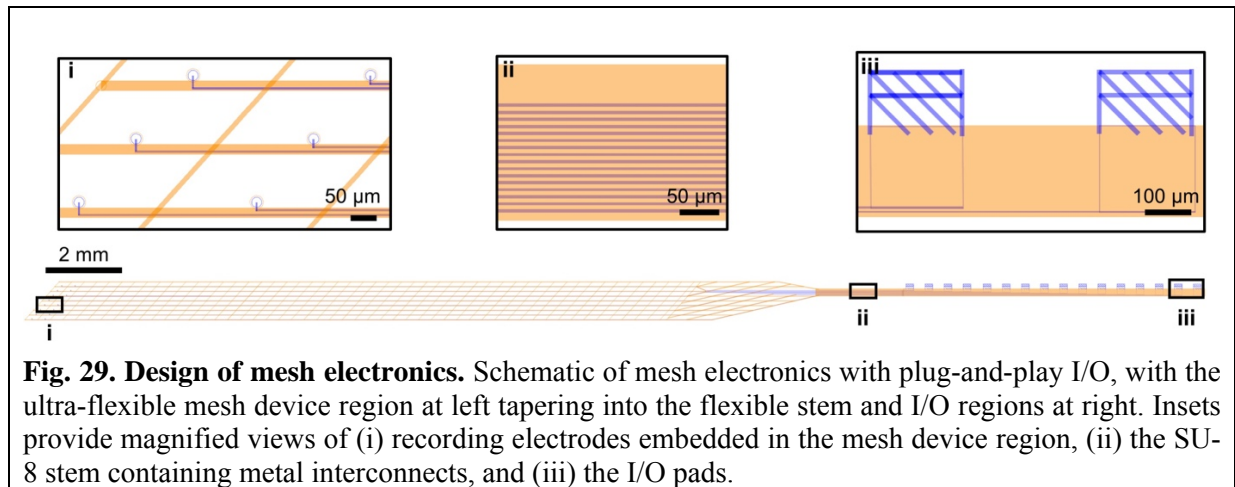 i
ii
iii
50 µm
50 µm
100 µm
2 mm
i
ii
iii
Fig. 29. Design of mesh electronics. Schematic of mesh electronics with plug-and-play I/O, with the
ultra-flexible mesh device region at left tapering into the flexible stem and I/O regions at right. Insets
provide magnified views of (i) recording electrodes embedded in the mesh device region, (ii) the SU-
8 stem containing metal interconnects, and (iii) the I/O pads.